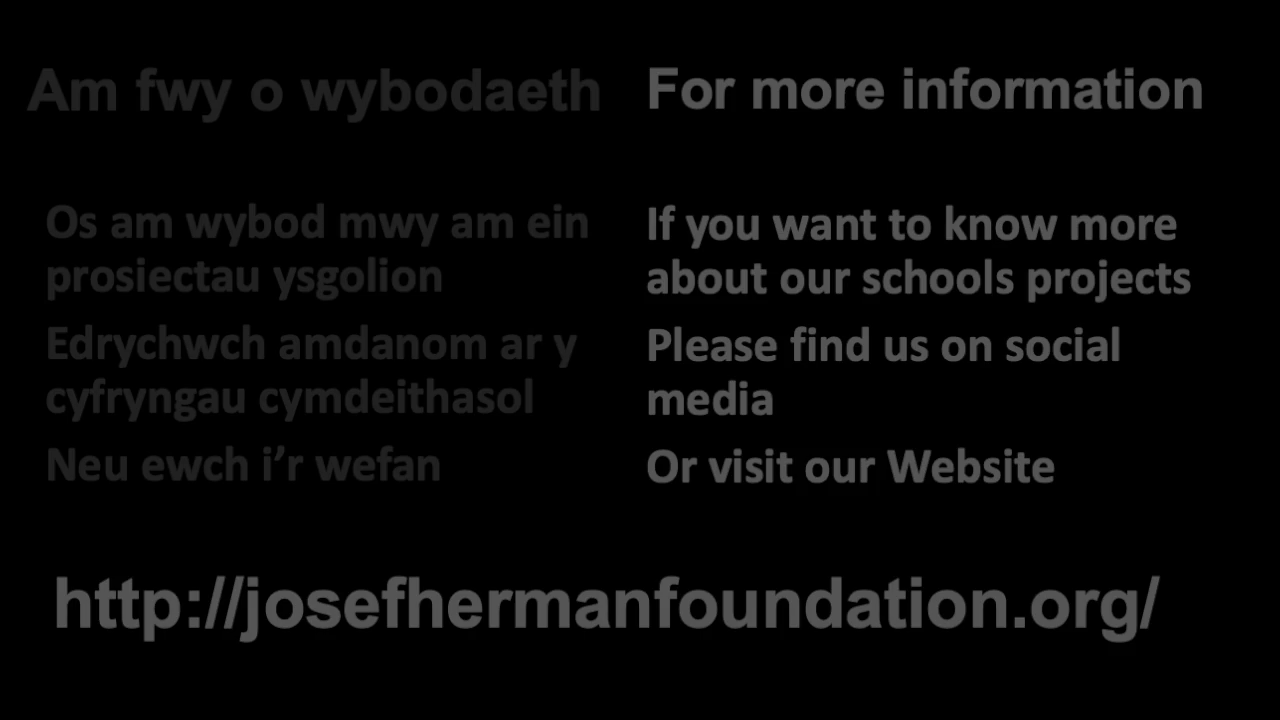 Am fwy o wybodaeth
Os am wybod mwy am ein
prosiectau ysgolion
Edrychwch amdanom ar y
cyfryngau cymdeithasol
Neu ewch i’r wefan
For more information
If you want to know more
about our schools projects
Please find us on social
media
Or visit our Website
http://josefhermanfoundation.org/